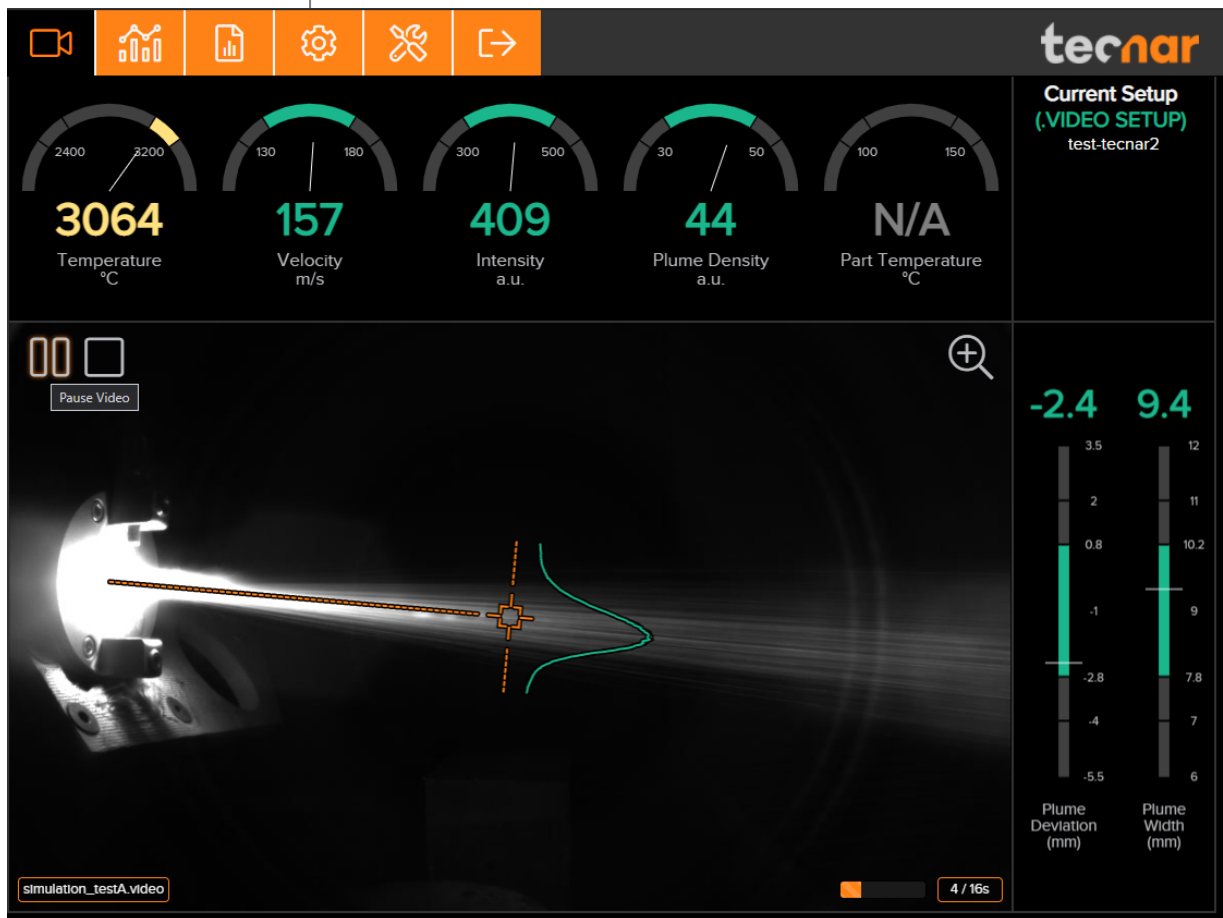 tecnar
2400 3200
3064
Temperature
°C
130 180
157
Velocity
m/s
300 500
409
Intensity
a.u.
30 50
44
Plume Density
a.u.
100 150
N/A
Part Temperature
°C
Current Setup
(.VIDEO SETUP)
test-tecnar2
Pause Video
-2.4 9.4
3.5 12
2 11
0.8 10.2
-1 9
-2.8 7.8
-4 7
-5.5 6
Plume
Deviation
(mm)
Plume
Width
(mm)
simulation_testA.video
4 / 16s